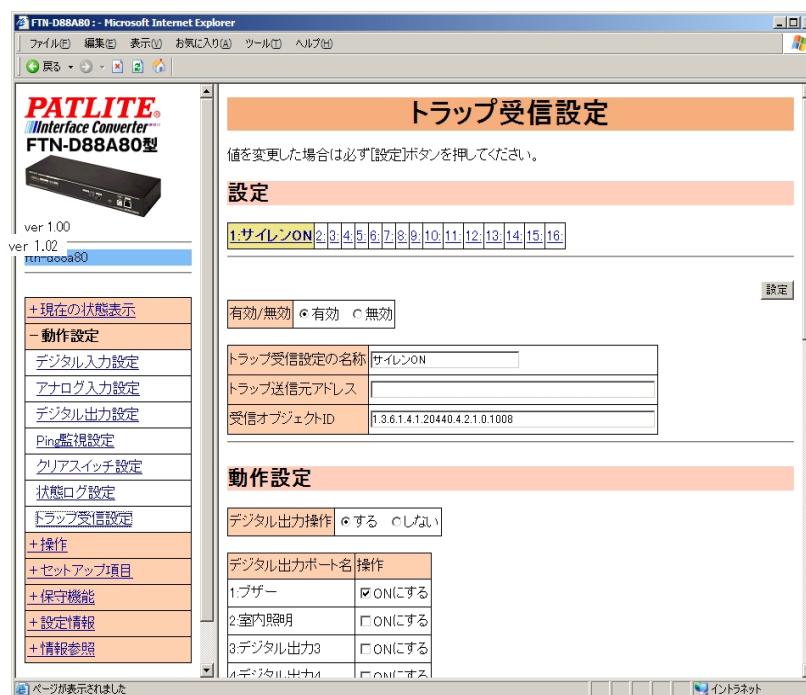 FTN-D88A80 : - Microsoft Internet Explorer
ファイル(F) 編集(E) 表示(V) お気に入り(A) ツール(T) ヘルプ(H)
戻る
PATLITE®
Interface Converter
FTN-D88A80型
ver 1.00
ver 1.02
ftn-d88a80
+現在の状態表示
－動作設定
デジタル入力設定
アナログ入力設定
デジタル出力設定
Ping監視設定
クリアスイッチ設定
状態ログ設定
トラップ受信設定
+操作
+セットアップ項目
+保守機能
+設定情報
+情報参照
トラップ受信設定
値を変更した場合は必ず[設定]ボタンを押してください。
設定
1:サイレンON 2: 3: 4: 5: 6: 7: 8: 9: 10: 11: 12: 13: 14: 15: 16:
設定
有効/無効 有効 無効
トラップ受信設定の名称 サイレンON
トラップ送信元アドレス
受信オブジェクトID 1.3.6.1.4.1.20440.4.2.1.0.1008
動作設定
デジタル出力操作 する しない
デジタル出力ポート名 操作
1:ブザー ONにする
2:室内照明 ONにする
3:デジタル出力3 ONにする
4:デジタル出力4 ONにする
ページが表示されました
イントラネット